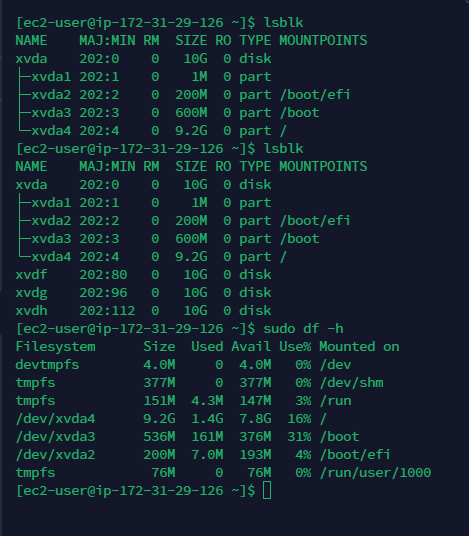 [ec2-user@ip-172-31-29-126 ~]$ lsblk
NAME    MAJ:MIN RM  SIZE RO TYPE MOUNTPOINTS
xvda    202:0    0   10G  0 disk
├─xvda1 202:1    0    1M  0 part
├─xvda2 202:2    0  200M  0 part /boot/efi
├─xvda3 202:3    0  600M  0 part /boot
└─xvda4 202:4    0  9.2G  0 part /
[ec2-user@ip-172-31-29-126 ~]$ lsblk
NAME    MAJ:MIN RM  SIZE RO TYPE MOUNTPOINTS
xvda    202:0    0   10G  0 disk
├─xvda1 202:1    0    1M  0 part
├─xvda2 202:2    0  200M  0 part /boot/efi
├─xvda3 202:3    0  600M  0 part /boot
└─xvda4 202:4    0  9.2G  0 part /
xvdf    202:80   0   10G  0 disk
xvdg    202:96   0   10G  0 disk
xvdh    202:112  0   10G  0 disk
[ec2-user@ip-172-31-29-126 ~]$ sudo df -h
Filesystem      Size  Used Avail Use% Mounted on
devtmpfs        4.0M     0  4.0M   0% /dev
tmpfs           377M     0  377M   0% /dev/shm
tmpfs           151M  4.3M  147M   3% /run
/dev/xvda4      9.2G  1.4G  7.8G  16% /
/dev/xvda3      536M  161M  376M  31% /boot
/dev/xvda2      200M  7.0M  193M   4% /boot/efi
tmpfs            76M     0   76M   0% /run/user/1000
[ec2-user@ip-172-31-29-126 ~]$